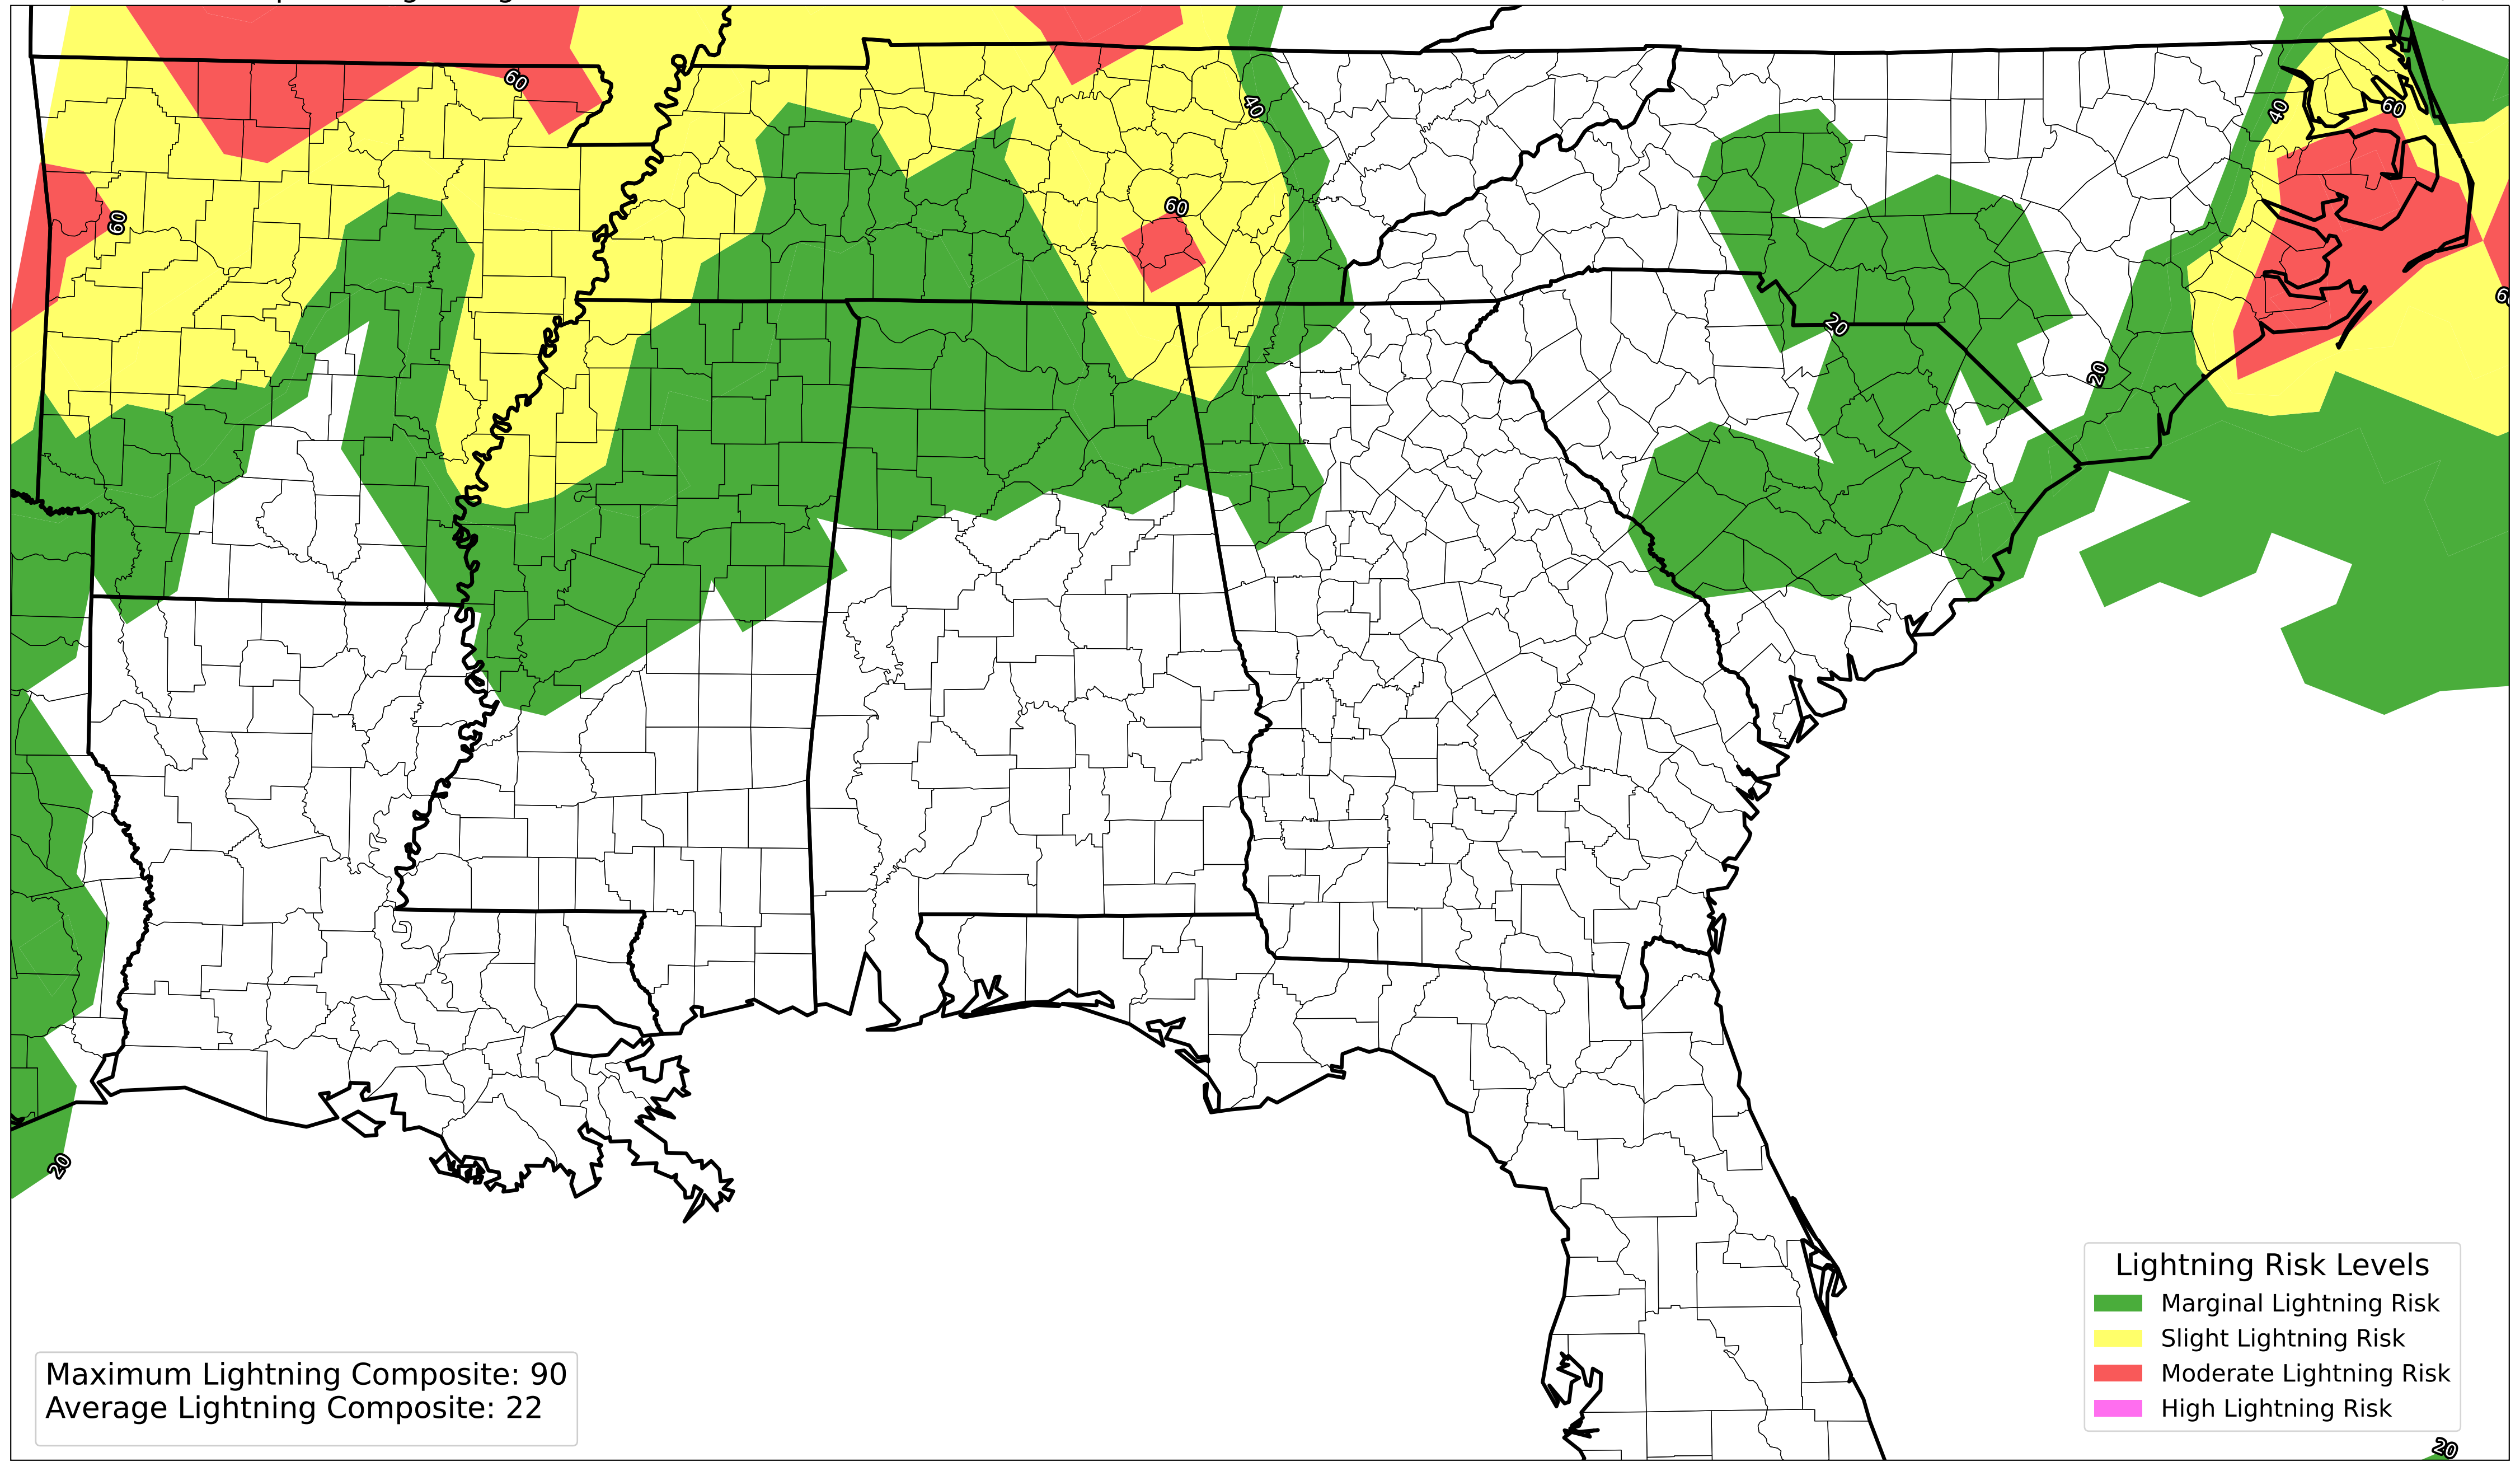 60
40
40
60
60
60
60
20
20
20
Lightning Risk Levels
Marginal Lightning Risk
Slight Lightning Risk
Moderate Lightning Risk
High Lightning Risk
Maximum Lightning Composite: 90
Average Lightning Composite: 22
20